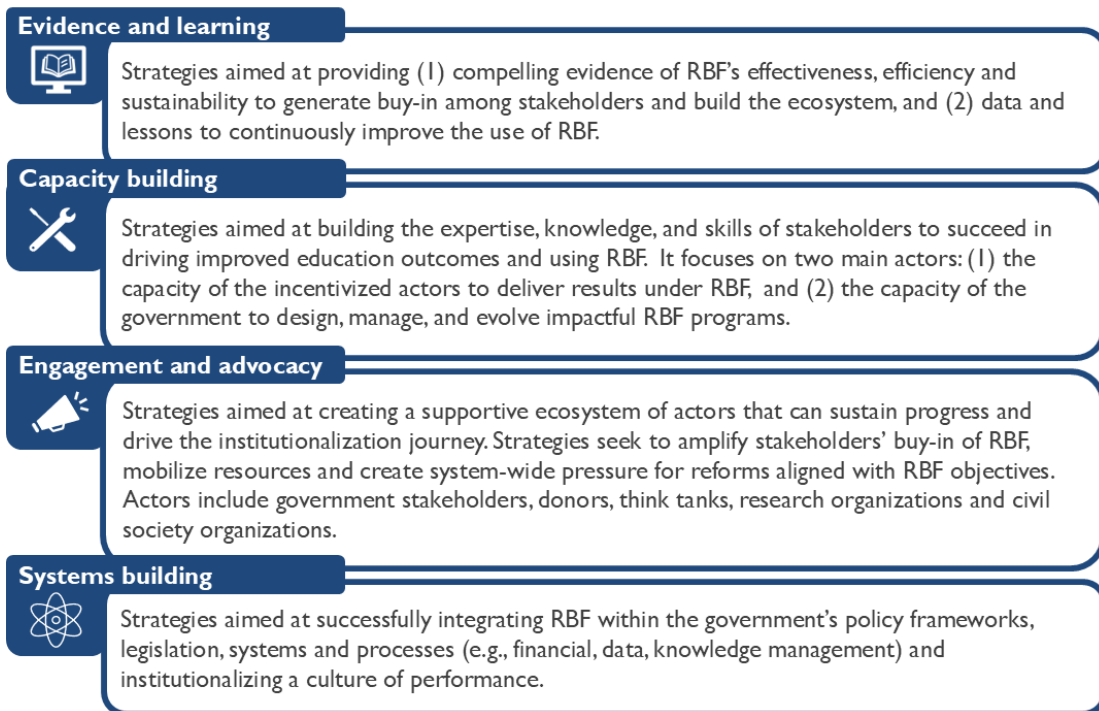 Evidence and learning
Strategies aimed at providing (1) compelling evidence of RBF's effectiveness, efficiency and
sustainability to generate buy-in among stakeholders and build the ecosystem, and (2) data and
lessons to continuously improve the use of RBF.
Capacity building
Strategies aimed at building the expertise, knowledge, and skills of stakeholders to succeed in
driving improved education outcomes and using RBF. It focuses on two main actors: (1) the
capacity of the incentivized actors to deliver results under RBF, and (2) the capacity of the
government to design, manage, and evolve impactful RBF programs.
Engagement and advocacy
Strategies aimed at creating a supportive ecosystem of actors that can sustain progress and
drive the institutionalization journey. Strategies seek to amplify stakeholders' buy-in of RBF,
mobilize resources and create system-wide pressure for reforms aligned with RBF objectives.
Actors include government stakeholders, donors, think tanks, research organizations and civil
society organizations.
Systems building
Strategies aimed at successfully integrating RBF within the government's policy frameworks,
legislation, systems and processes (e.g., financial, data, knowledge management) and
institutionalizing a culture of performance.